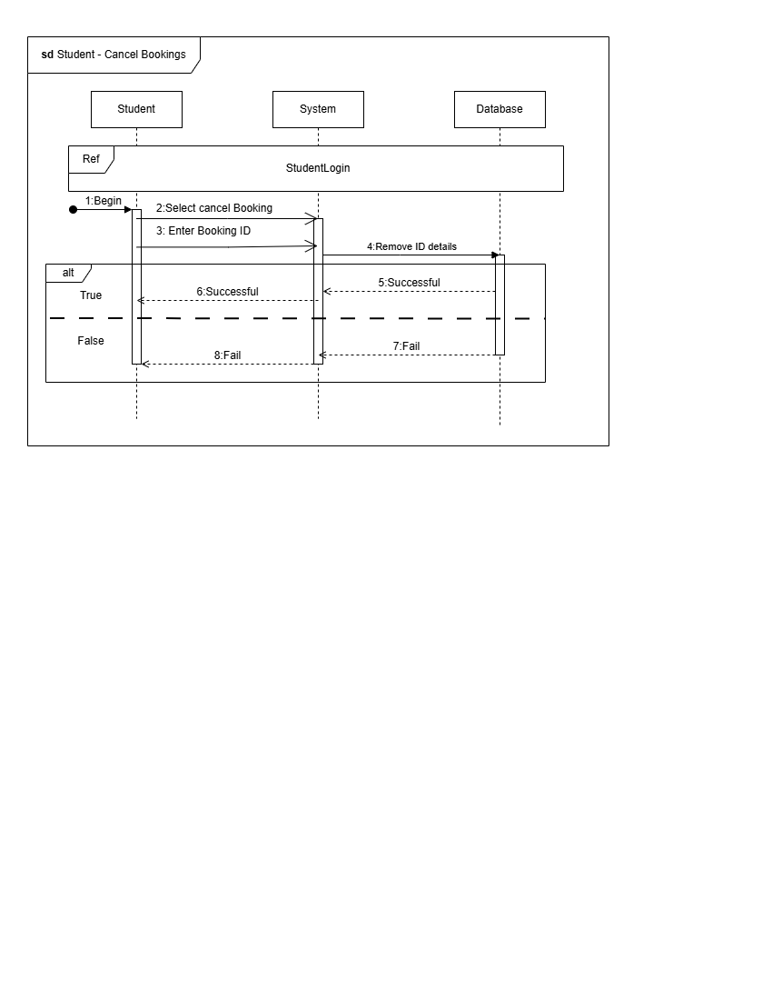 sd Student - Cancel Bookings
Student
System
Database
Ref
StudentLogin
1:Begin
2:Select cancel Booking
3: Enter Booking ID
4:Remove ID details
alt
True
5:Successful
6:Successful
False
7:Fail
8:Fail